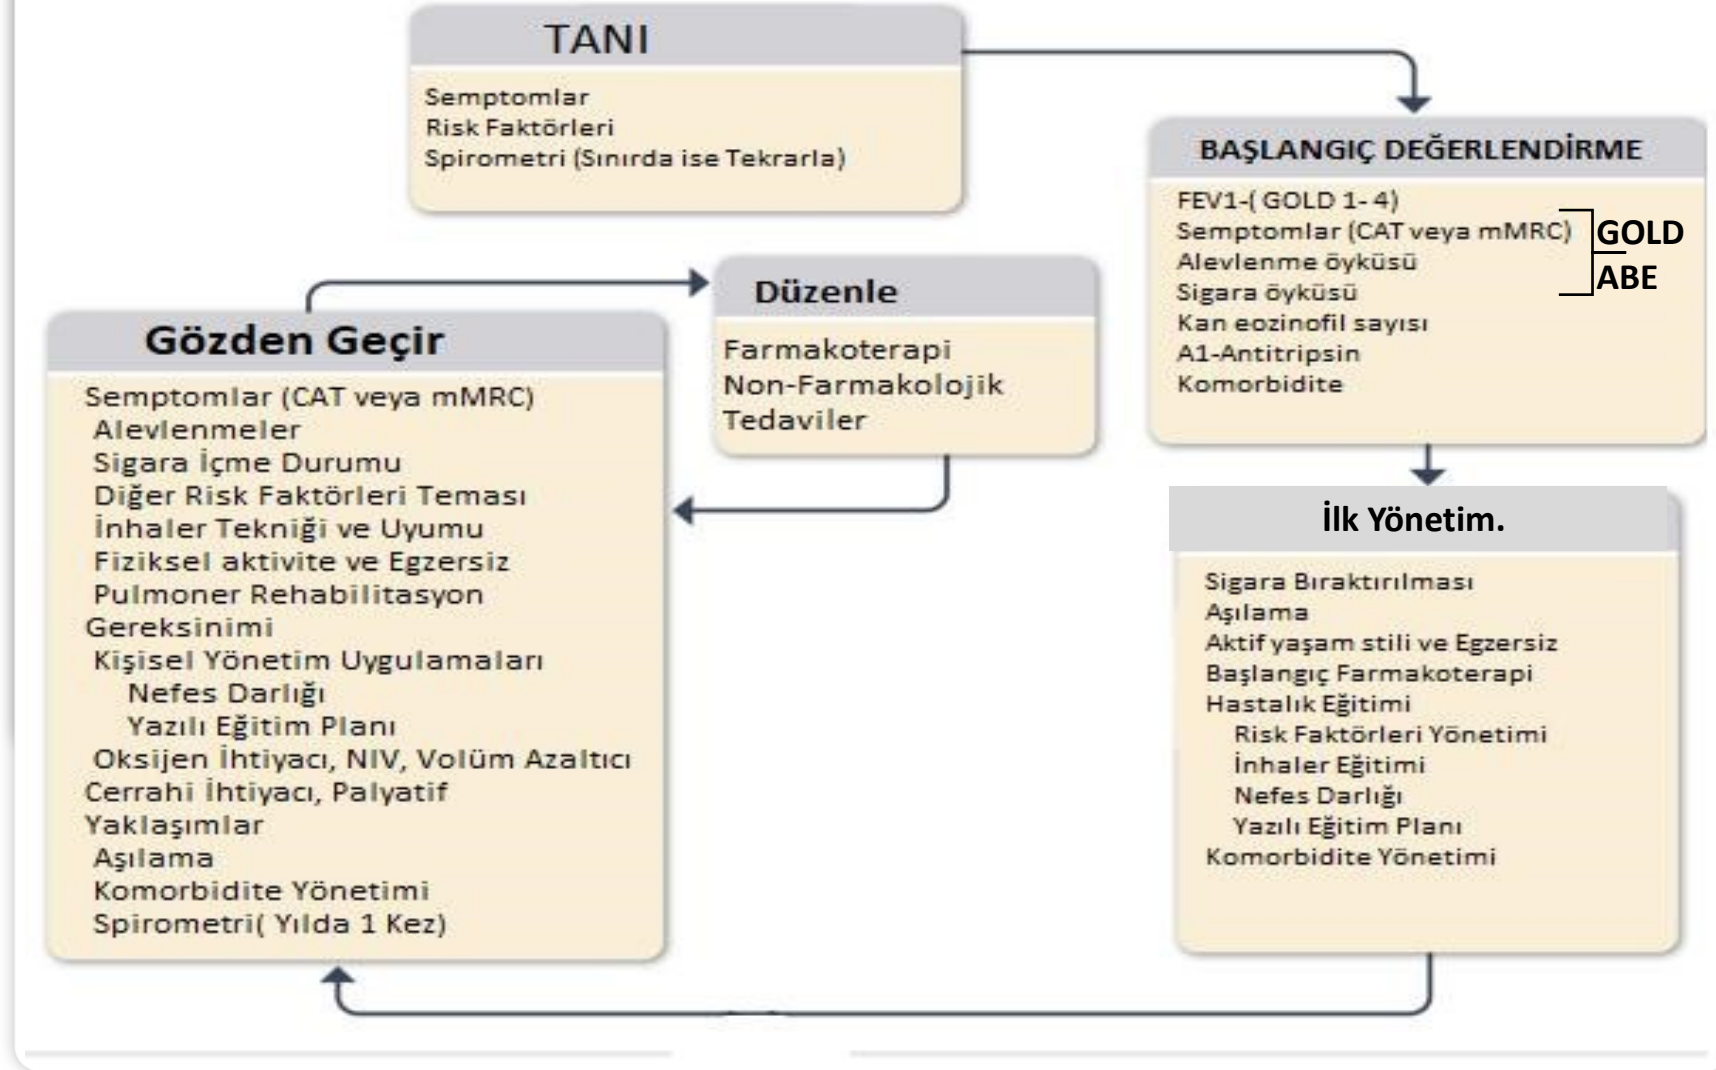 TANI
Semptomlar
Risk Faktörleri
Spirometri (Sınırda ise Tekrarla)
BAŞLANGIÇ DEĞERLENDİRME
FEV1-( GOLD 1- 4)
Semptomlar (CAT veya mMRC)
Alevlenme öyküsü
Sigara öyküsü
Kan eozinofil sayısı
A1-Antitripsin
Komorbidite
GOLD
ABE
İlk Yönetim.
Sigara Bıraktırılması
Aşılama
Aktif yaşam stili ve Egzersiz
Başlangıç Farmakoterapi
Hastalık Eğitimi
Risk Faktörleri Yönetimi
İnhaler Eğitimi
Nefes Darlığı
Yazılı Eğitim Planı
Komorbidite Yönetimi
Gözden Geçir
Semptomlar (CAT veya mMRC)
Alevlenmeler
Sigara İçme Durumu
Diğer Risk Faktörleri Teması
İnhaler Tekniği ve Uyumu
Fiziksel aktivite ve Egzersiz
Pulmoner Rehabilitasyon
Gereksinimi
Kişisel Yönetim Uygulamaları
Nefes Darlığı
Yazılı Eğitim Planı
Oksijen İhtiyacı, NIV, Volüm Azaltıcı
Cerrahi İhtiyacı, Palyatif
Yaklaşımlar
Aşılama
Komorbidite Yönetimi
Spirometri( Yılda 1 Kez)
Düzenle
Farmakoterapi
Non-Farmakolojik
Tedaviler